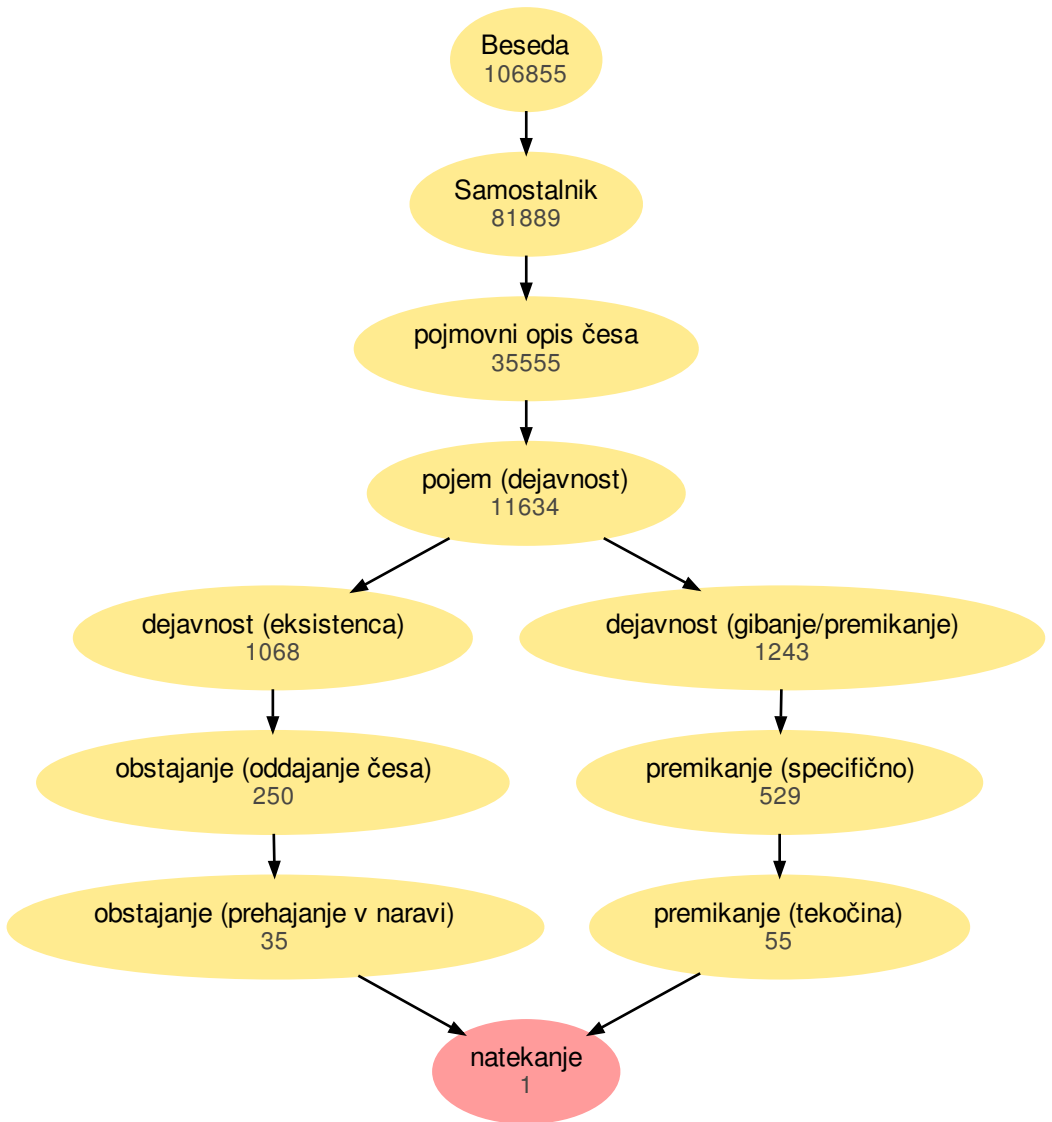 Beseda
106855
Samostalnik
81889
pojmovni opis česa
35555
pojem (dejavnost)
11634
dejavnost (eksistenca)
1068
dejavnost (gibanje/premikanje)
1243
obstajanje (oddajanje česa)
250
premikanje (specifično)
529
obstajanje (prehajanje v naravi)
35
premikanje (tekočina)
55
natekanje
1